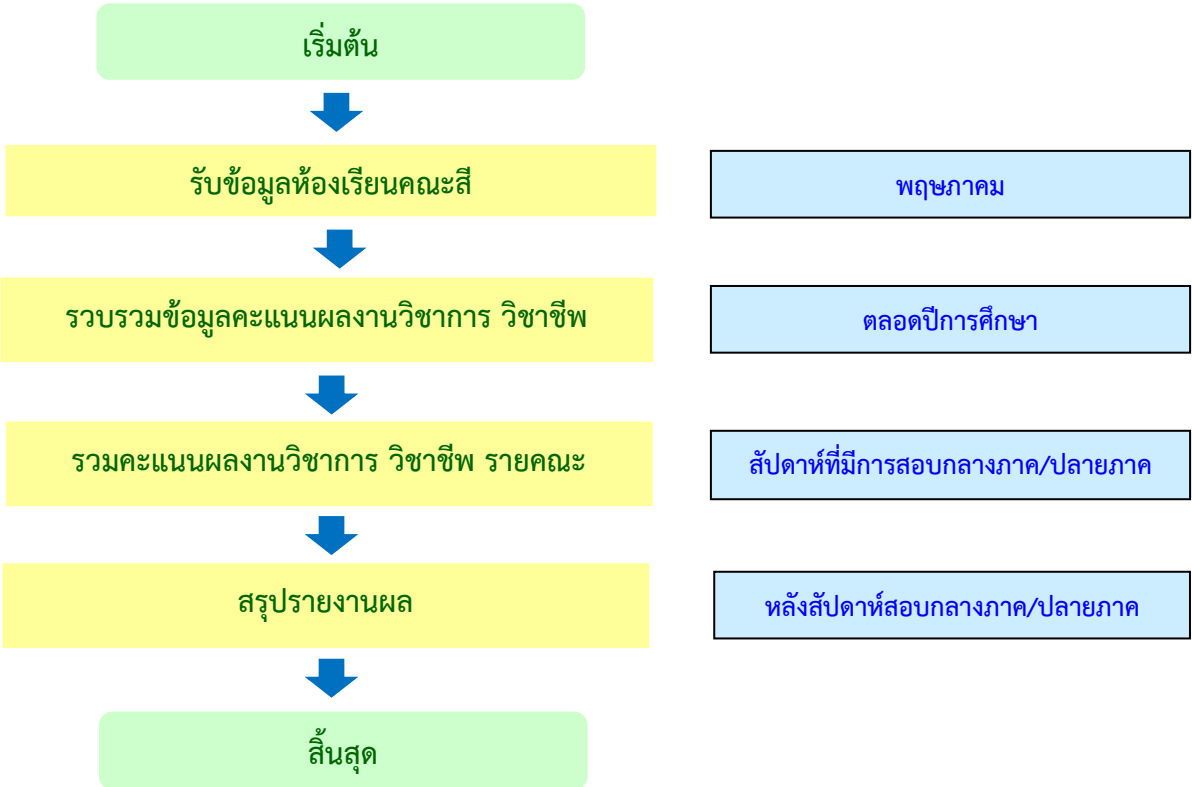 เริ่มต้น
รับข้อมูลห้องเรียนคณะสี
พฤษภาคม
รวบรวมข้อมูลคะแนนผลงานวิชาการ วิชาชีพ
ตลอดปีการศึกษา
รวมคะแนนผลงานวิชาการ วิชาชีพ รายคณะ
สัปดาห์ที่มีการสอบกลางภาค/ปลายภาค
สรุปรายงานผล
หลังสัปดาห์สอบกลางภาค/ปลายภาค
สิ้นสุด